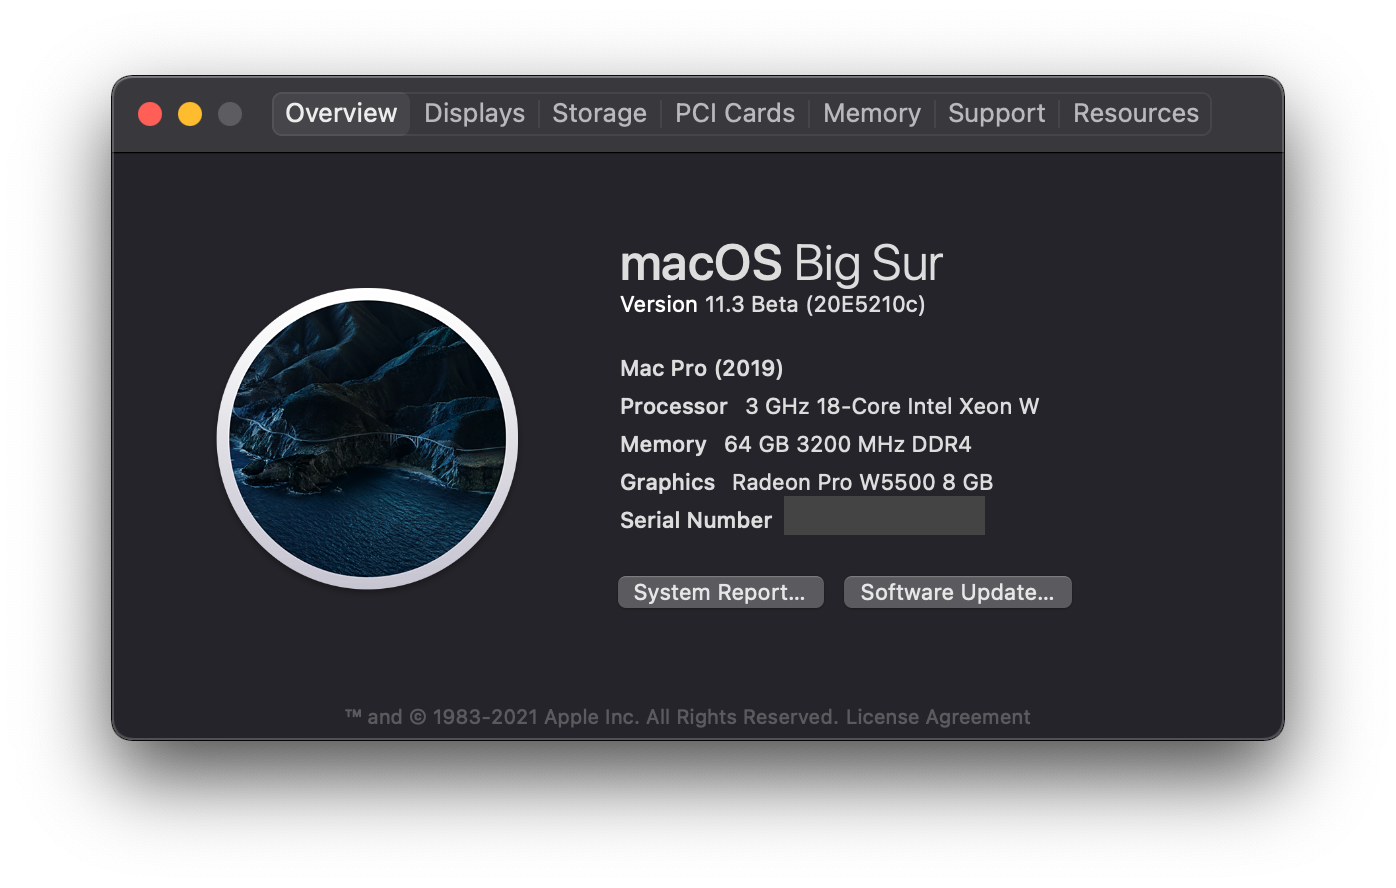 Overview Displays Storage PCI Cards Memory Support Resources
macOS Big Sur
Version 11.3 Beta (20E5210c)
Mac Pro (2019)
Processor 3 GHz 18-Core Intel Xeon W
Memory 64 GB 3200 MHz DDR4
Graphics Radeon Pro W5500 8 GB
Serial Number
System Report... Software Update...
™ and © 1983-2021 Apple Inc. All Rights Reserved. License Agreement